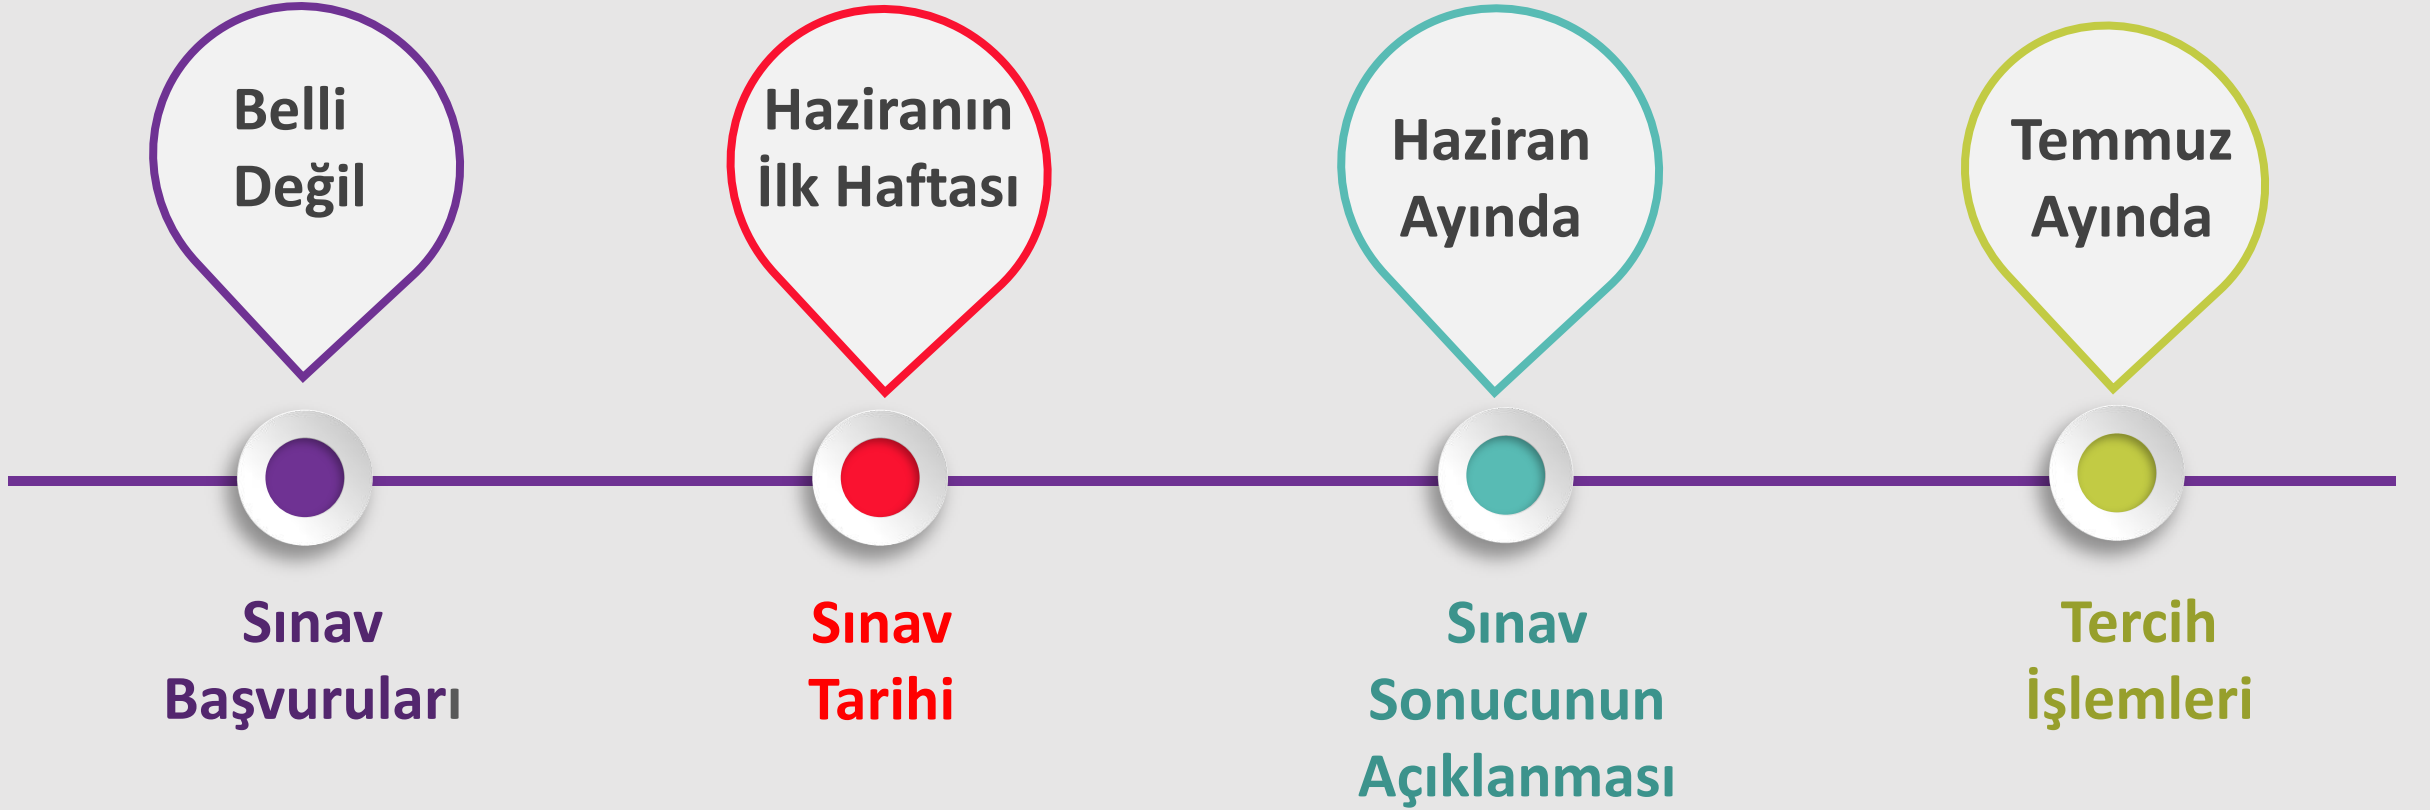 Belli
Değil
Haziranın
İlk Haftası
Haziran
Ayında
Temmuz
Ayında
Sınav
Başvuruları
Sınav
Tarihi
Sınav
Sonucunun
Açıklanması
Tercih
İşlemleri